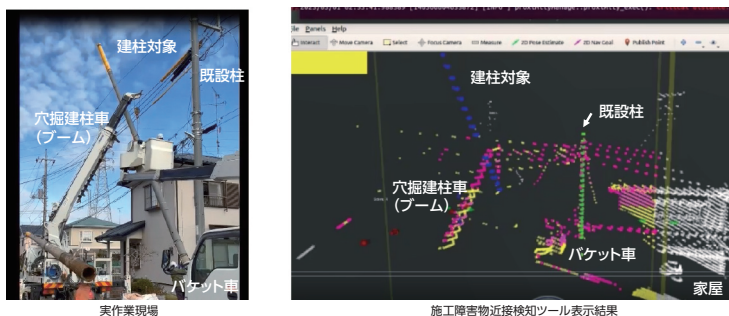 建柱対象
既設柱
穴掘建柱車
(ブーム)
バケット車
実作業現場
Panels Help
Interact Move Camera Select Focus Camera Measure 2D Pose Estimate 2D Nav Goal Publish Point
建柱対象
既設柱
穴掘建柱車
(ブーム)
バケット車
家屋
施工障害物近接検知ツール表示結果